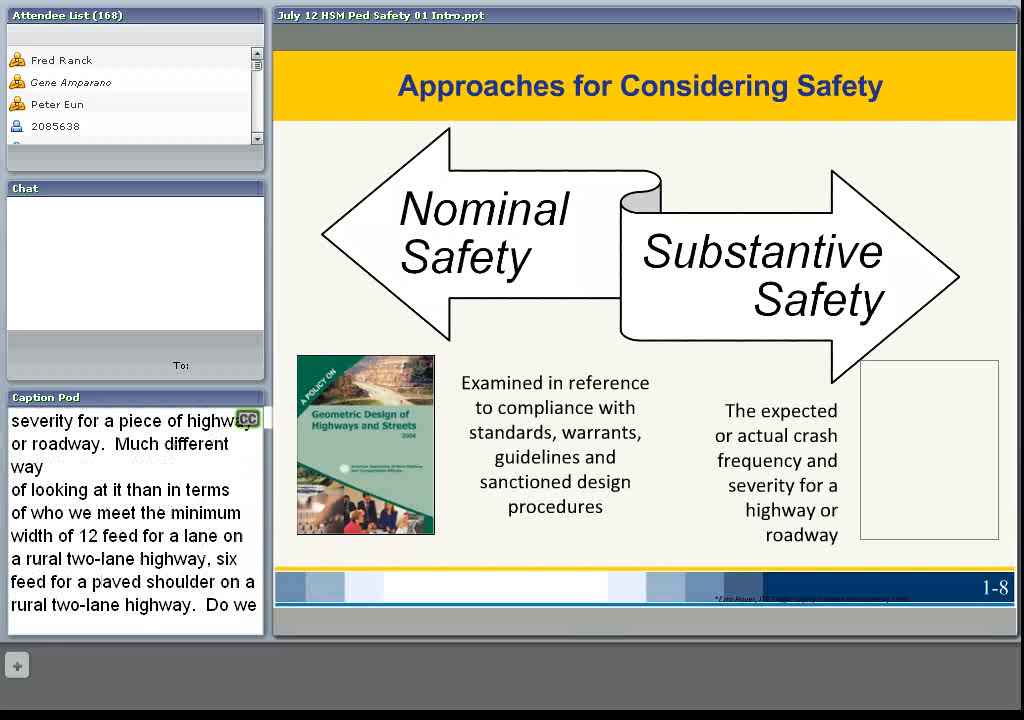 Attendee List (168)
Fred Ranck
Gene Amparano
Peter Eun
2085638
Chat
To:
Caption Pod
severity for a piece of highway
or roadway. Much different
way
of looking at it than in terms
of who we meet the minimum
width of 12 feed for a lane on
a rural two-lane highway, six
feed for a paved shoulder on a
rural two-lane highway. Do we
CC
July 12 HSM Ped Safety 01 Intro.ppt
Approaches for Considering Safety
Nominal
Safety
Substantive
Safety
A POLICY ON
Geometric Design of
Highways and Streets
2004
Examined in reference
to compliance with
standards, warrants,
guidelines and
sanctioned design
procedures
The expected
or actual crash
frequency and
severity for a
highway or
roadway
1-8